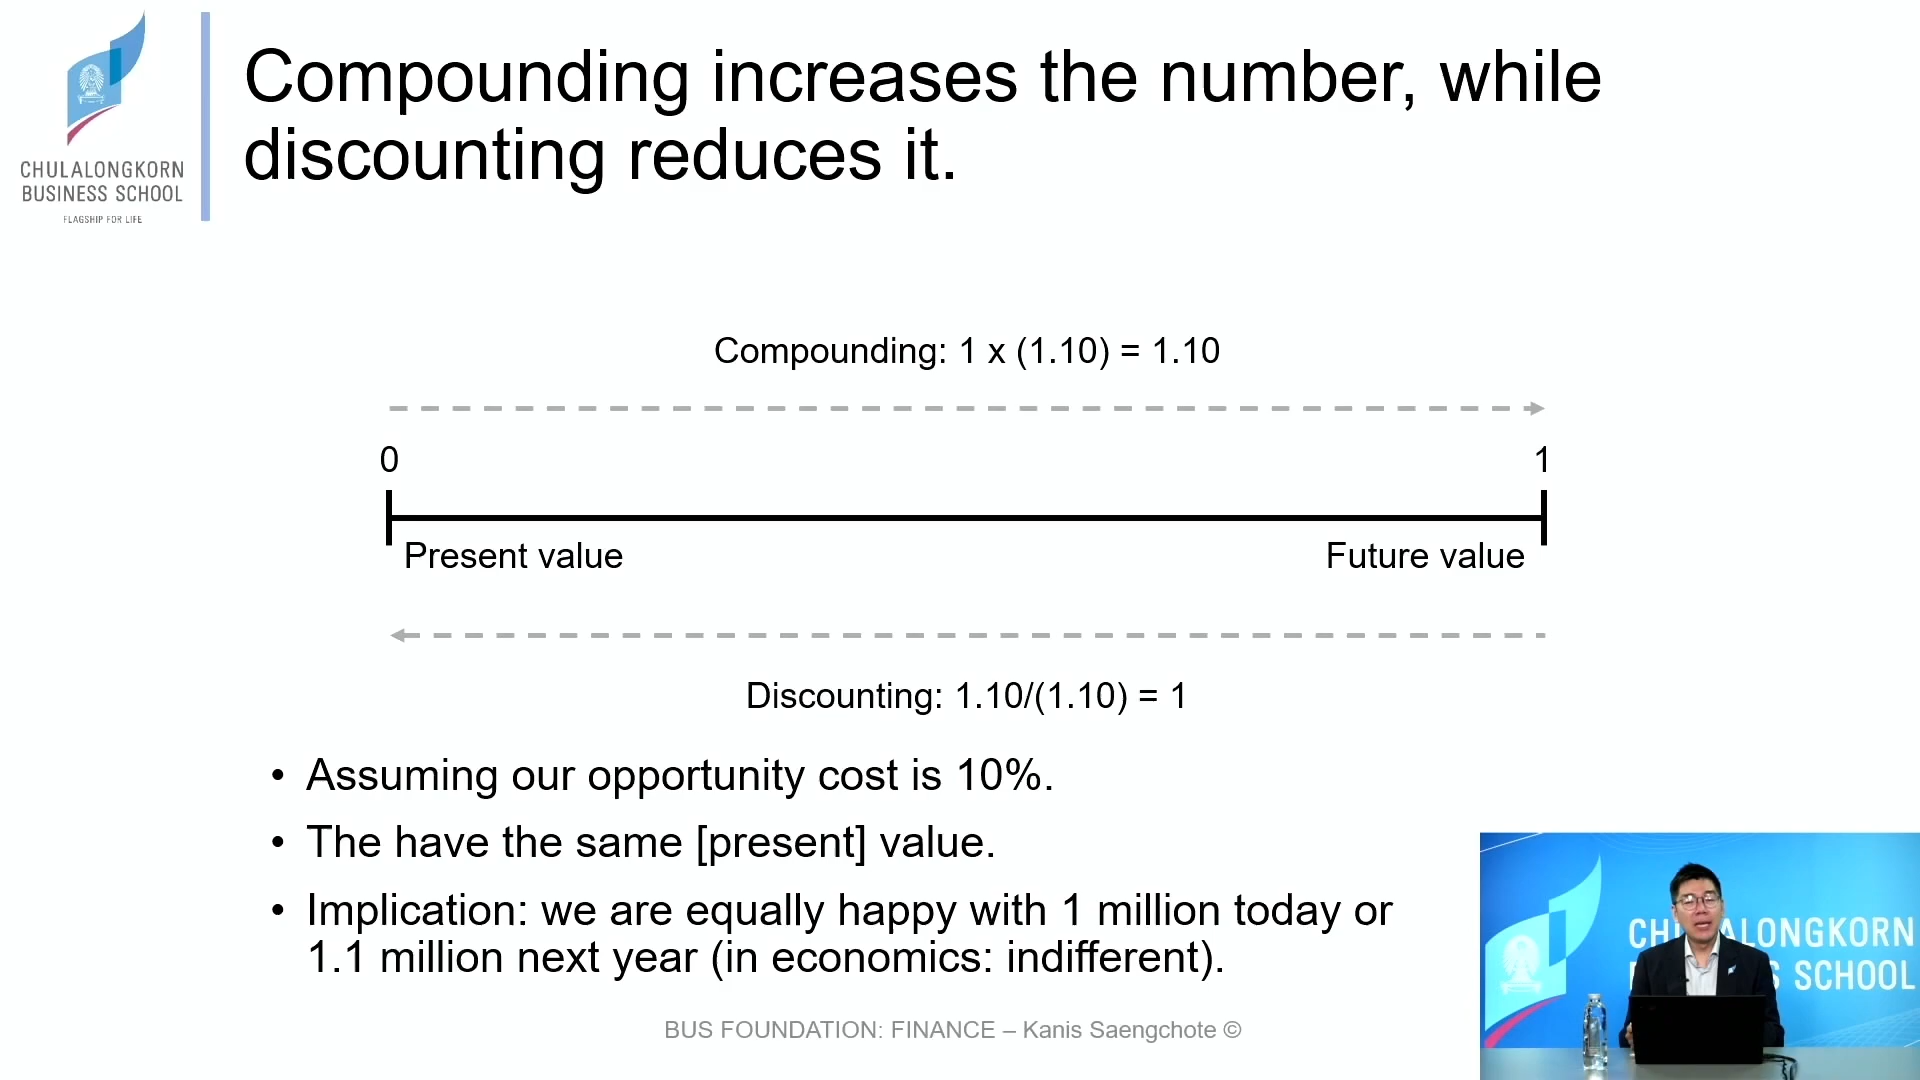 CHULALONGKORN
BUSINESS SCHOOL
FLAGSHIP FOR LIFE
Compounding increases the number, while
discounting reduces it.
Compounding: 1 x (1.10) = 1.10
0
1
Present value
Future value
Discounting: 1.10/(1.10) = 1
• Assuming our opportunity cost is 10%.
• The have the same [present] value.
• Implication: we are equally happy with 1 million today or
1.1 million next year (in economics: indifferent).
BUS FOUNDATION: FINANCE – Kanis Saengchote ©
SCHOOL